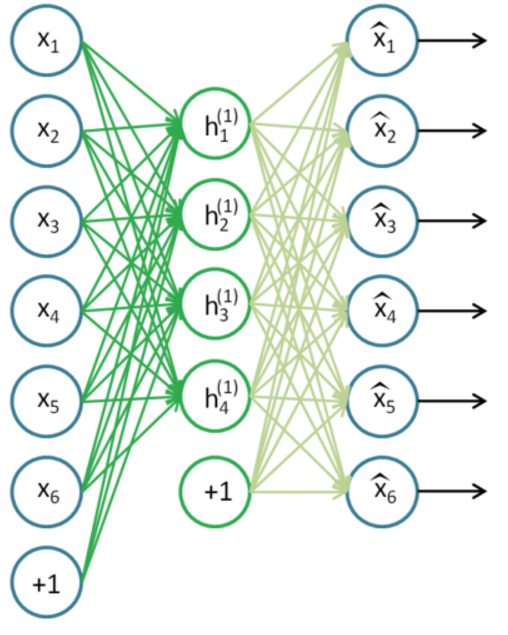 x₁
x₂
x₃
x₄
x₅
x₆
+1
h₁⁽¹⁾
h₂⁽¹⁾
h₃⁽¹⁾
h₄⁽¹⁾
+1
x̂₁
x̂₂
x̂₃
x̂₄
x̂₅
x̂₆